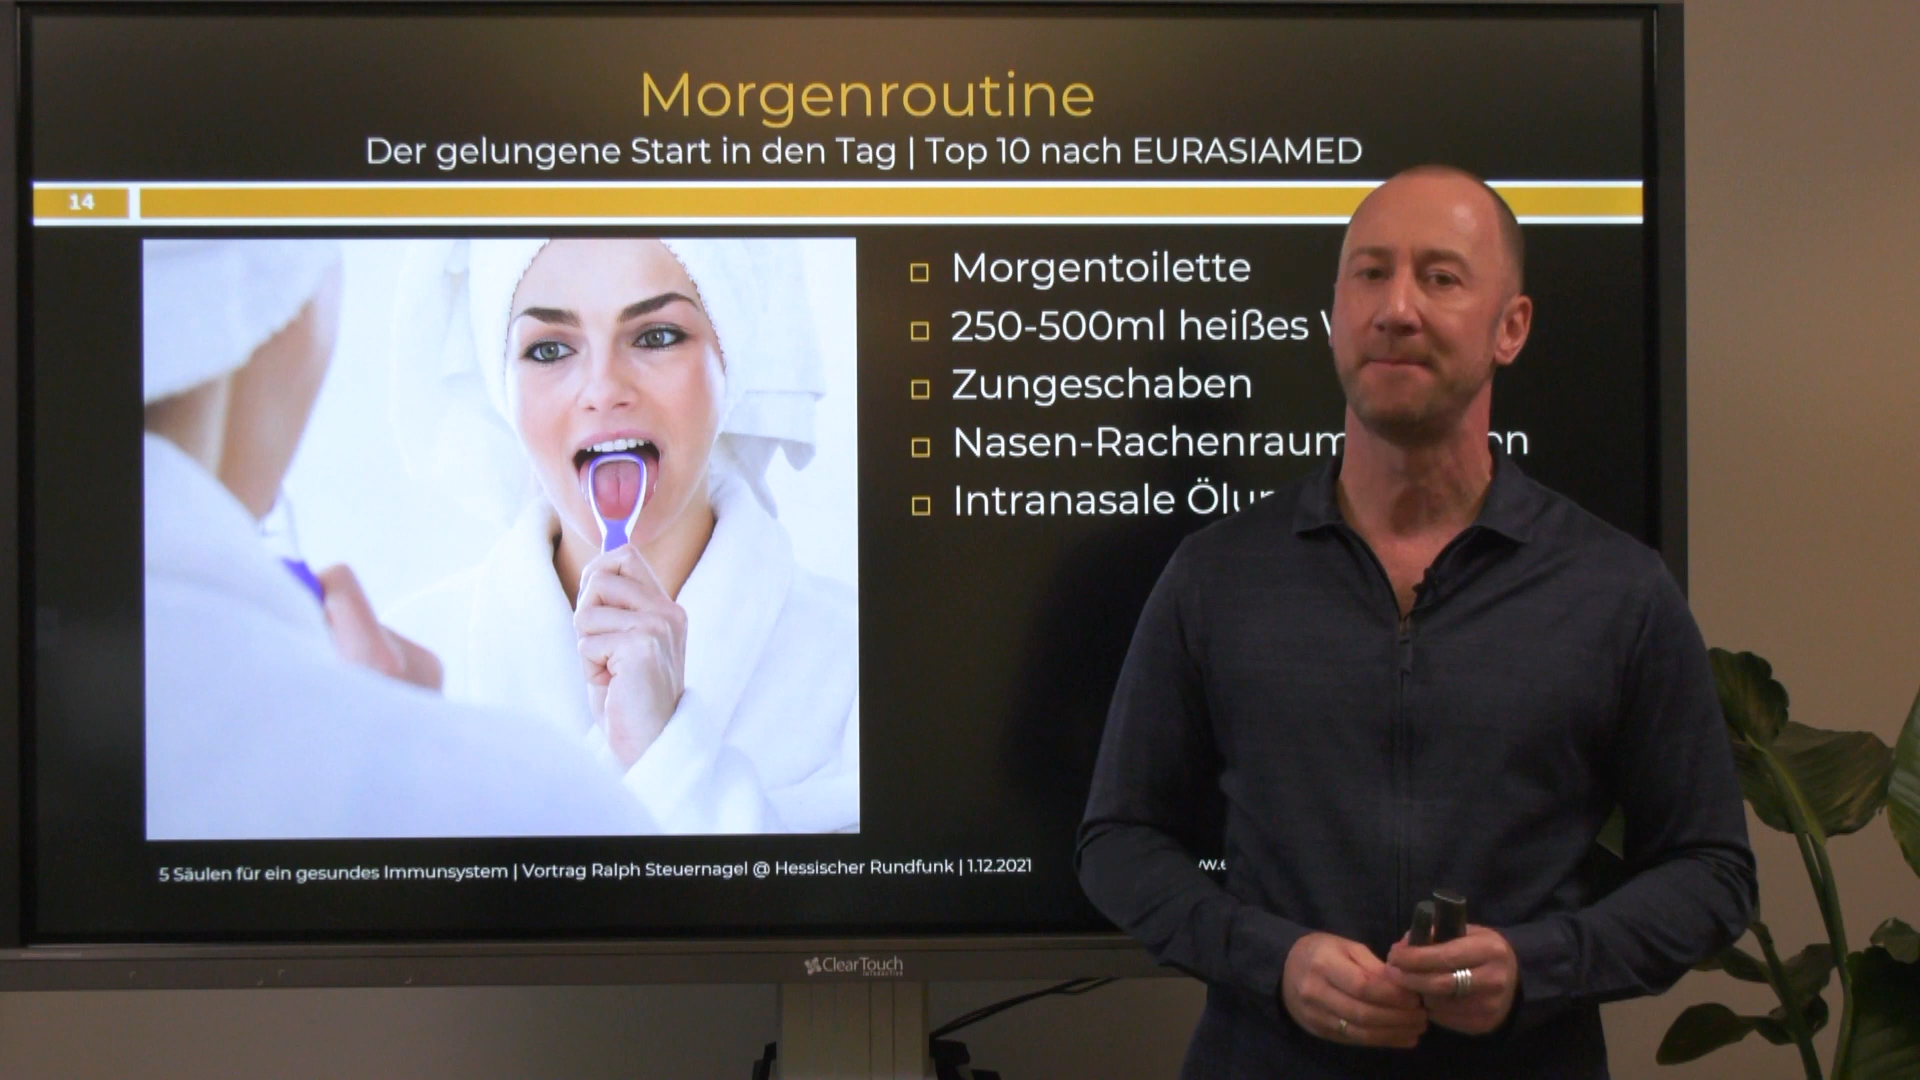 Morgenroutine
Der gelungene Start in den Tag | Top 10 nach EURASIAMED
14
Morgentoilette
250-500ml heißes
Zungeschaben
Nasen-Rachenraum
Intranasale
5 Säulen für ein gesundes Immunsystem | Vortrag Ralph Steuernagel @ Hessischer Rundfunk | 1.12.2021
ClearTouch
INTERACTIVE